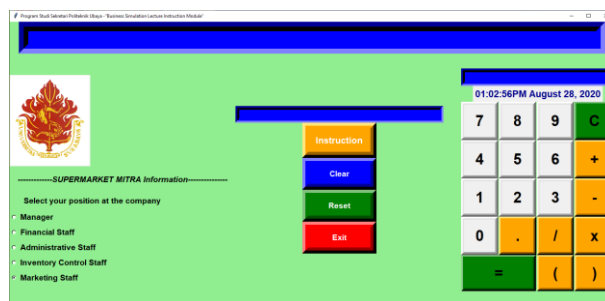 Program Studi Sekretari Politeknik Ubaya - "Business Simulation Lecture Instruction Module"
01:02:56PM August 28, 2020
7 8 9 C
4 5 6 +
1 2 3 -
0 . / x
= ( )
Instruction
Clear
Reset
Exit
-------------SUPERMARKET MITRA Information---------------
Select your position at the company
Manager
Financial Staff
Administrative Staff
Inventory Control Staff
Marketing Staff